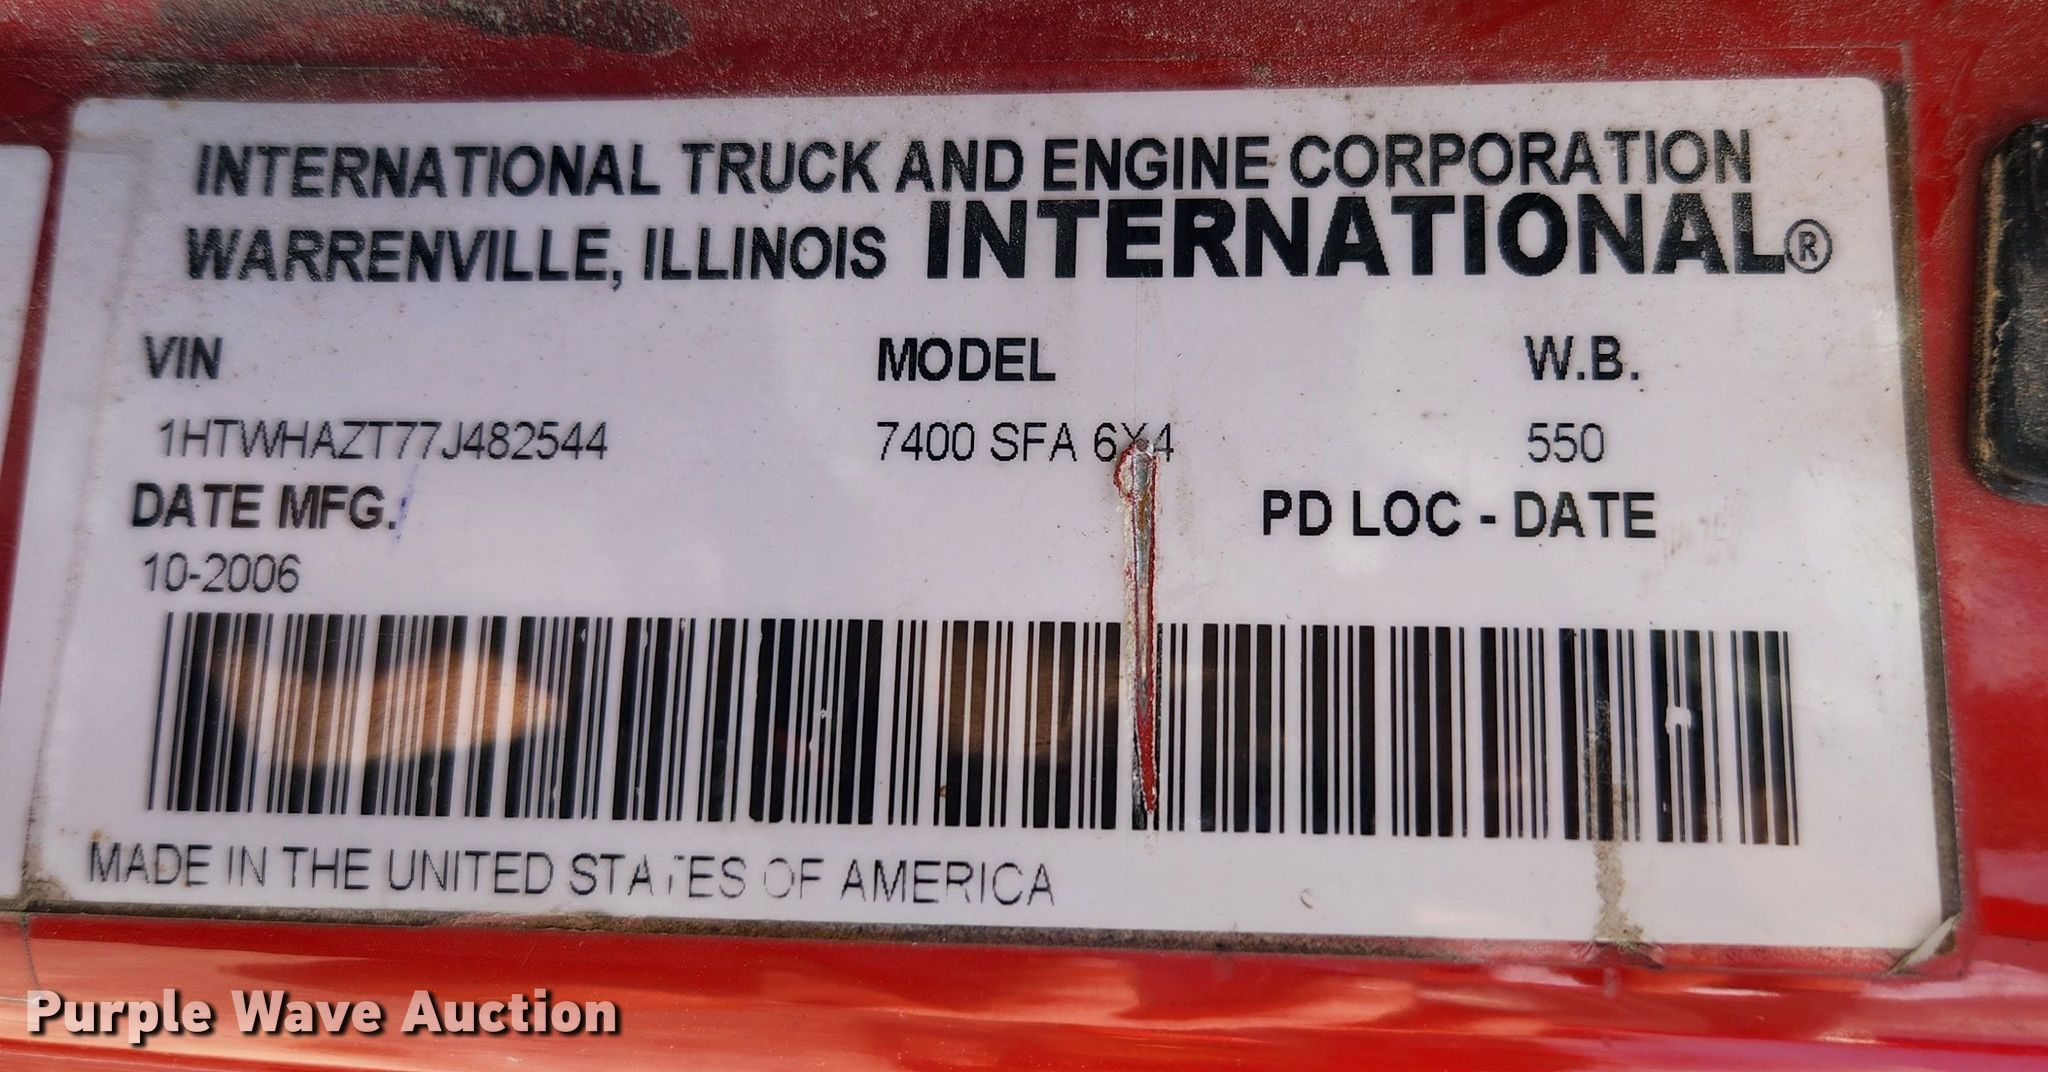 INTERNATIONAL TRUCK AND ENGINE CORPORATION
WARRENVILLE, ILLINOIS INTERNATIONAL®
VIN MODEL W.B.
1HTWHAZT77J482544 7400 SFA 6X4 550
DATE MFG. PD LOC - DATE
10-2006
MADE IN THE UNITED STATES OF AMERICA
Purple Wave Auction